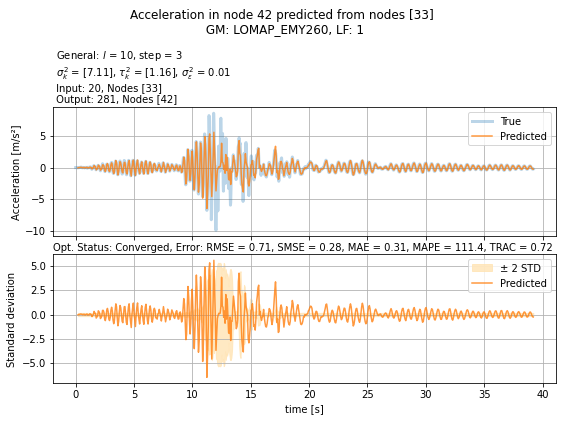 Acceleration in node 42 predicted from nodes [33]
GM: LOMAP_EMY260, LF: 1
General: l = 10, step = 3
σ²ₖ = [7.11], τ²ₖ = [1.16], σ²ε = 0.01
Input: 20, Nodes [33]
Output: 281, Nodes [42]
True
Predicted
Acceleration [m/s²]
5
0
−5
−10
Opt. Status: Converged, Error: RMSE = 0.71, SMSE = 0.28, MAE = 0.31, MAPE = 111.4, TRAC = 0.72
± 2 STD
Predicted
Standard deviation
5.0
2.5
0.0
−2.5
−5.0
0 5 10 15 20 25 30 35 40
time [s]